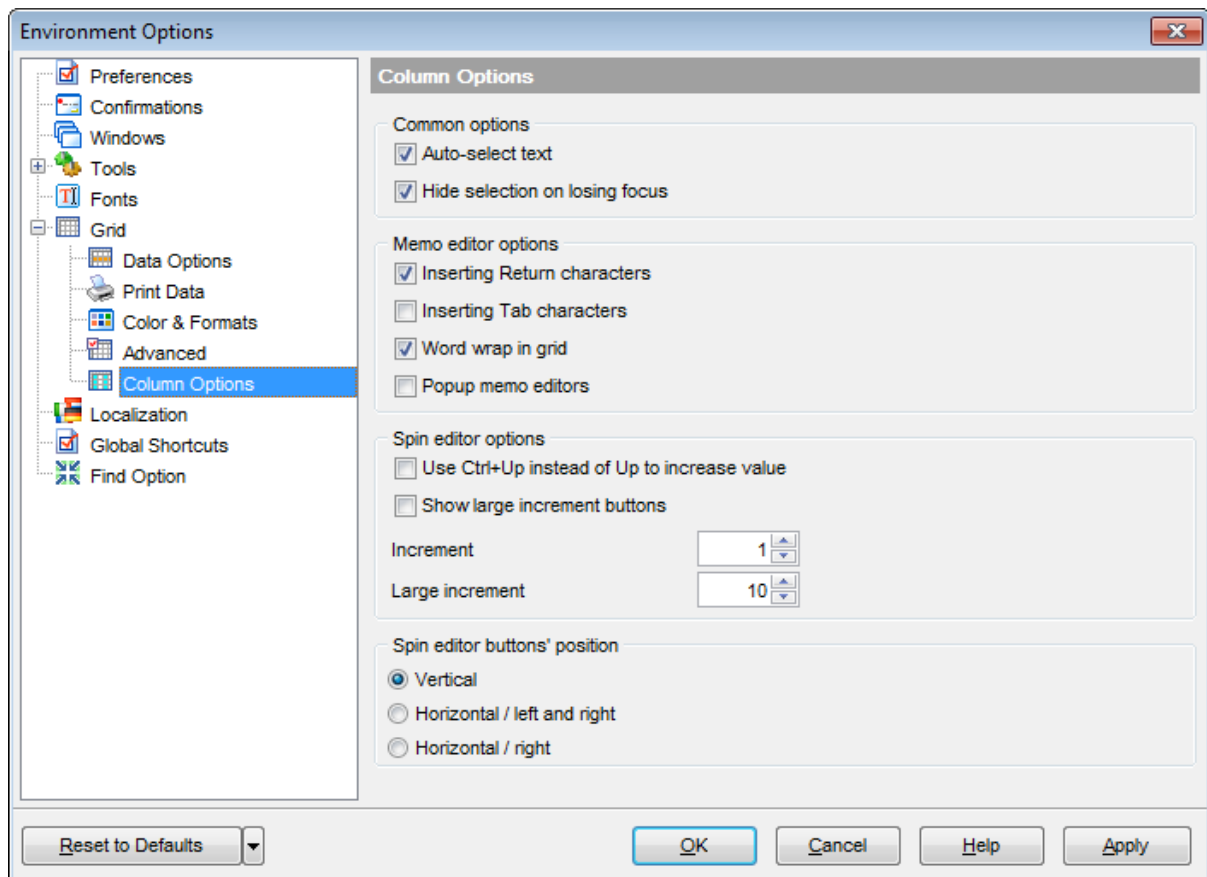 Environment Options
Preferences
Confirmations
Windows
Tools
Fonts
Grid
Data Options
Print Data
Color & Formats
Advanced
Column Options
Localization
Global Shortcuts
Find Option
Column Options
Common options
Auto-select text
Hide selection on losing focus
Memo editor options
Inserting Return characters
Inserting Tab characters
Word wrap in grid
Popup memo editors
Spin editor options
Use Ctrl+Up instead of Up to increase value
Show large increment buttons
Increment 1
Large increment 10
Spin editor buttons' position
Vertical
Horizontal / left and right
Horizontal / right
Reset to Defaults OK Cancel Help Apply